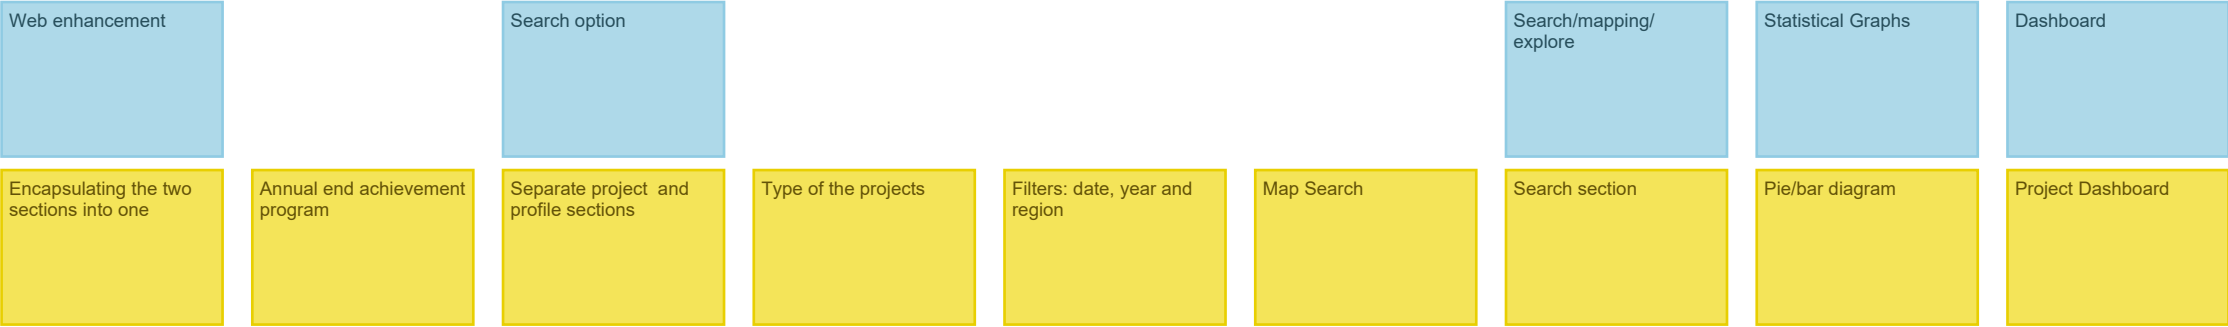 Web enhancement
Search option
Search/mapping/
explore
Statistical Graphs
Dashboard
Encapsulating the two
sections into one
Annual end achievement
program
Separate project  and
profile sections
Type of the projects
Filters: date, year and
region
Map Search
Search section
Pie/bar diagram
Project Dashboard